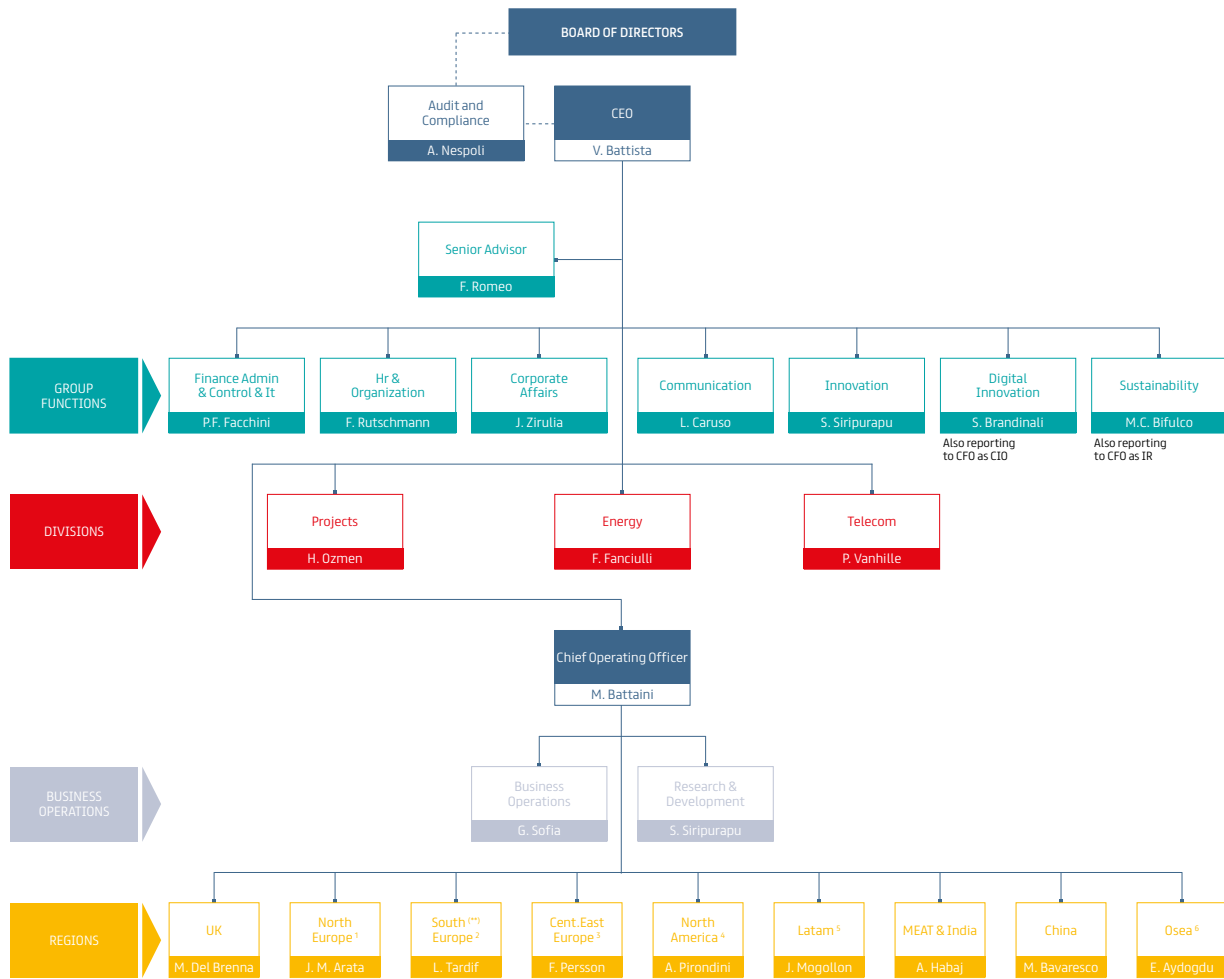 BOARD OF DIRECTORS
Audit and
Compliance
A. Nespoli
CEO
V. Battista
Senior Advisor
F. Romeo
GROUP
FUNCTIONS
Finance Admin
& Control & It
P.F. Facchini
Hr &
Organization
F. Rutschmann
Corporate
Affairs
J. Zirulia
Communication
L. Caruso
Innovation
S. Siripurapu
Digital
Innovation
S. Brandinali
Also reporting
to CFO as CIO
Sustainability
M.C. Bifulco
Also reporting
to CFO as IR
DIVISIONS
Projects
H. Ozmen
Energy
F. Fanciulli
Telecom
P. Vanhille
Chief Operating Officer
M. Battaini
BUSINESS
OPERATIONS
Business
Operations
G. Sofia
Research &
Development
S. Siripurapu
REGIONS
UK
M. Del Brenna
North
Europe ¹
J. M. Arata
South (**)
Europe ²
L. Tardif
Cent.East
Europe ³
F. Persson
North
America ⁴
A. Pirondini
Latam ⁵
J. Mogollon
MEAT & India
A. Habaj
China
M. Bavaresco
Osea ⁶
E. Aydogdu